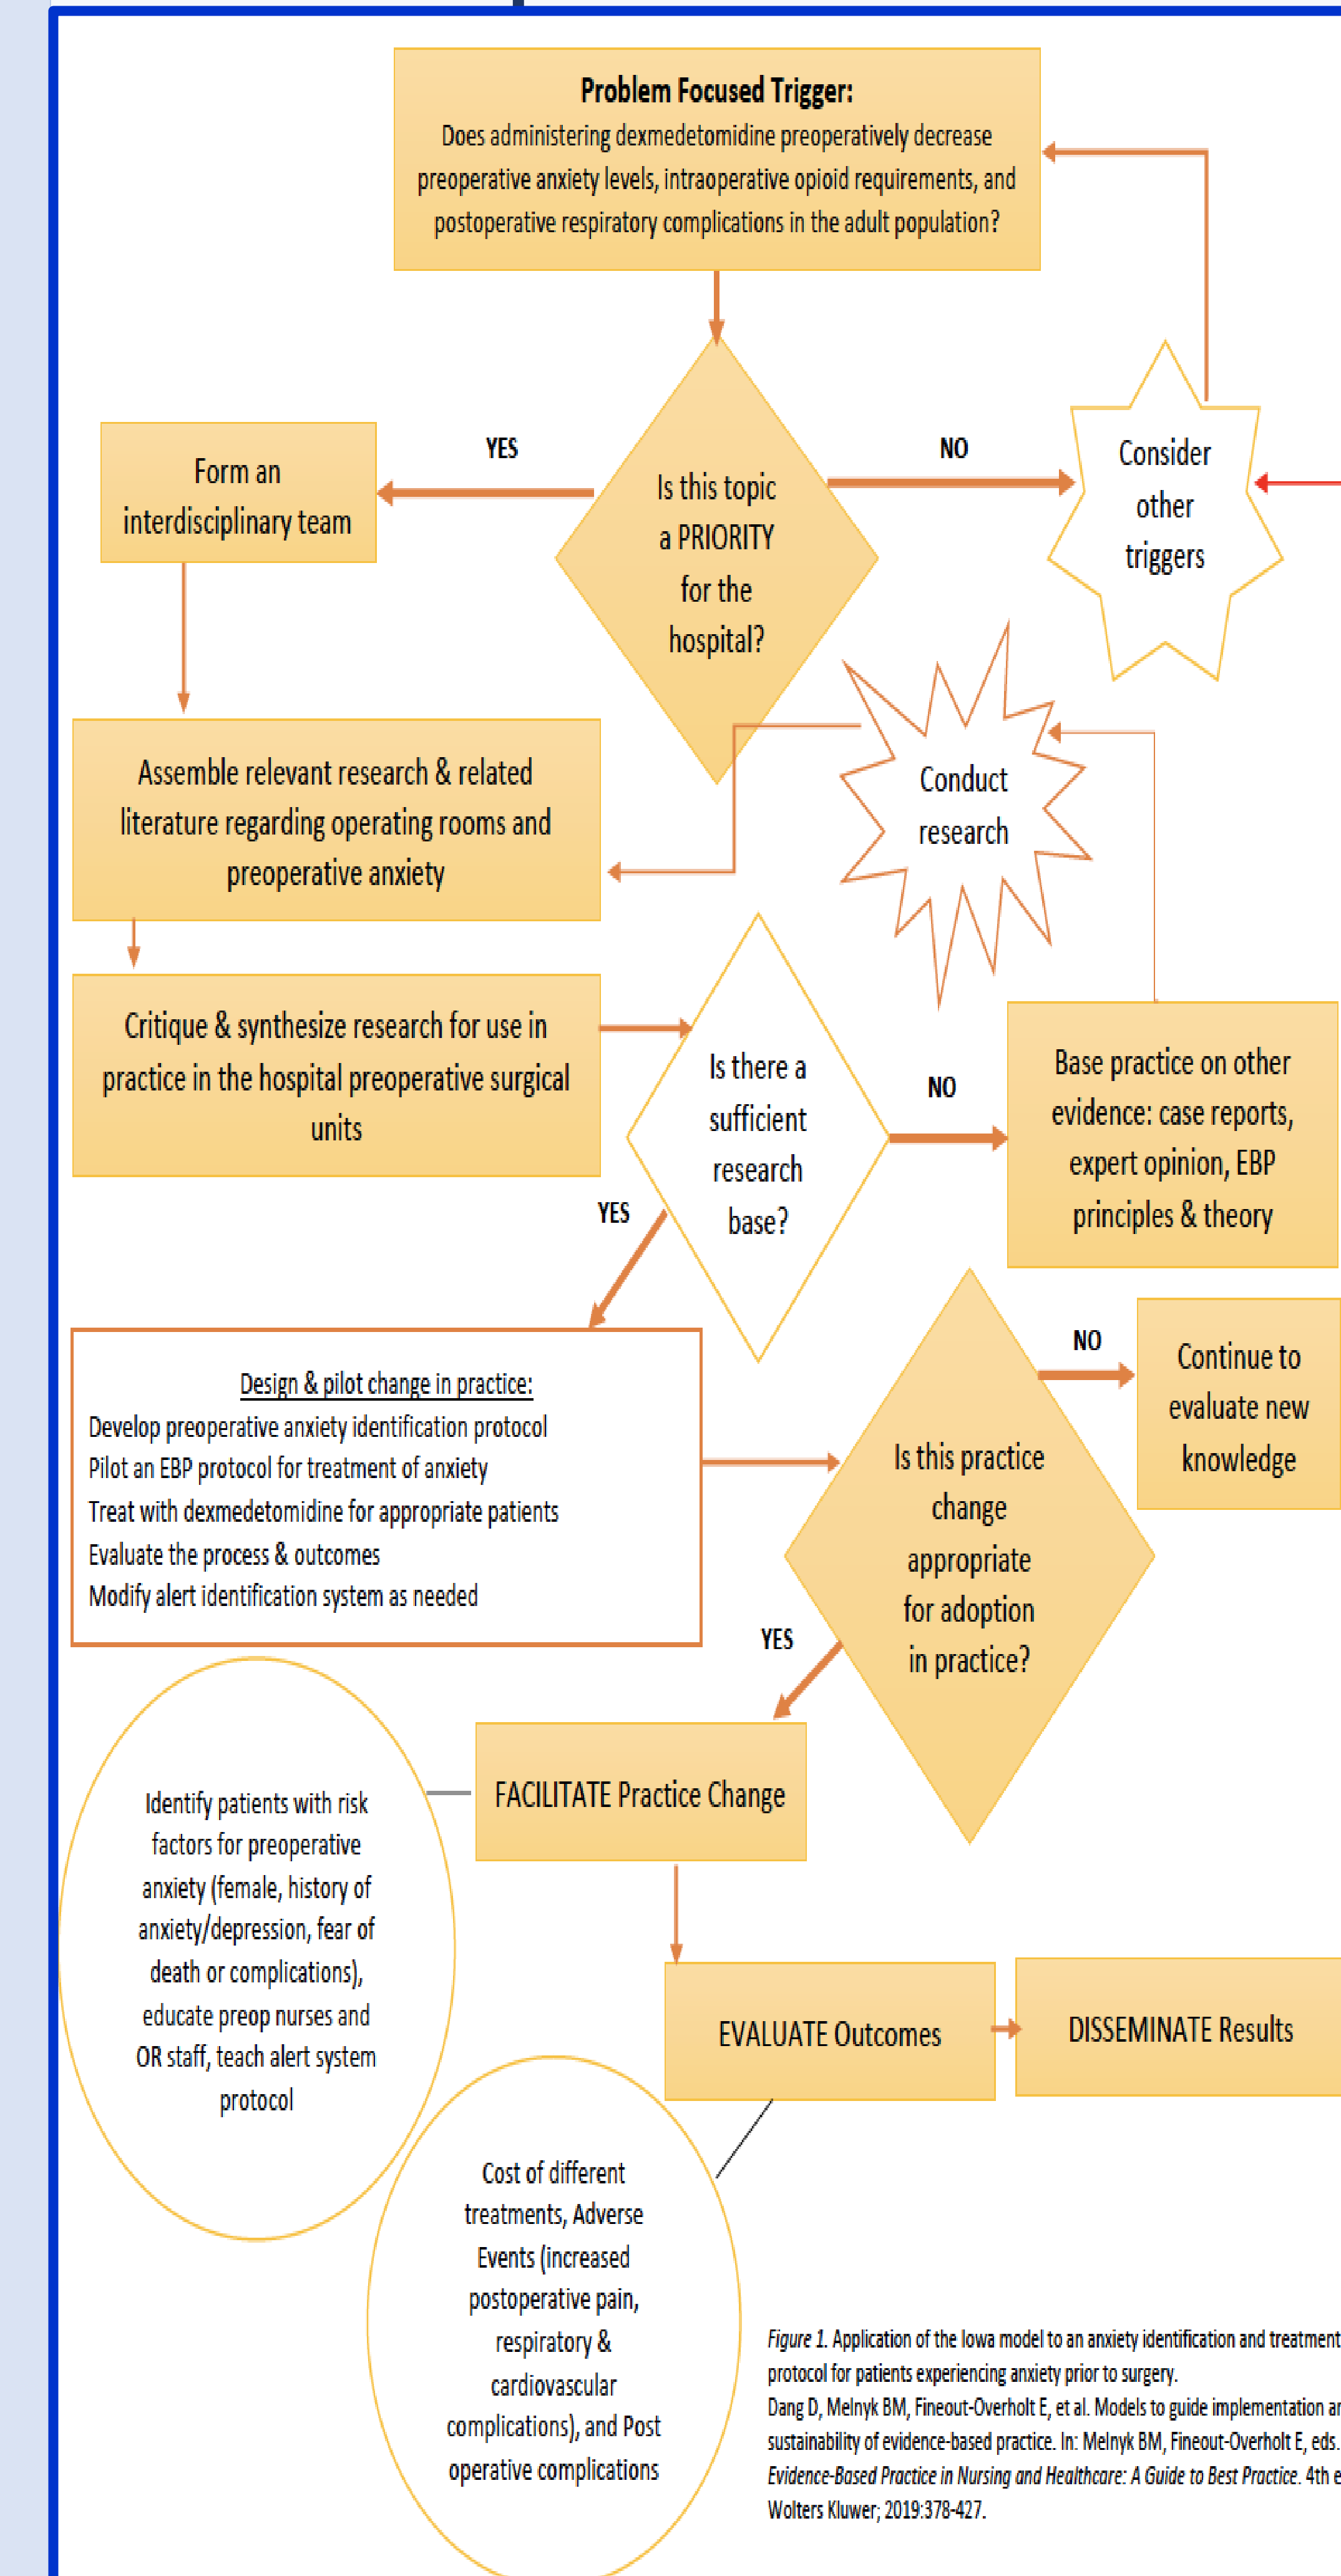 Problem Focused Trigger:
Does administering dexmedetomidine preoperatively decrease
preoperative anxiety levels, intraoperative opioid requirements, and
postoperative respiratory complications in the adult population?
YES
NO
Form an
interdisciplinary team
Is this topic
a PRIORITY
for the
hospital?
Consider
other
triggers
Assemble relevant research & related
literature regarding operating rooms and
preoperative anxiety
Conduct
research
Critique & synthesize research for use in
practice in the hospital preoperative surgical
units
Is there a
sufficient
research
base?
NO
Base practice on other
evidence: case reports,
expert opinion, EBP
principles & theory
YES
Design & pilot change in practice:
Develop preoperative anxiety identification protocol
Pilot an EBP protocol for treatment of anxiety
Treat with dexmedetomidine for appropriate patients
Evaluate the process & outcomes
Modify alert identification system as needed
Is this practice
change
appropriate
for adoption
in practice?
NO
Continue to
evaluate new
knowledge
YES
FACILITATE Practice Change
Identify patients with risk
factors for preoperative
anxiety (female, history of
anxiety/depression, fear of
death or complications),
educate preop nurses and
OR staff, teach alert system
protocol
EVALUATE Outcomes
DISSEMINATE Results
Cost of different
treatments, Adverse
Events (increased
postoperative pain,
respiratory &
cardiovascular
complications), and Post
operative complications
Figure 1. Application of the Iowa model to an anxiety identification and treatment
protocol for patients experiencing anxiety prior to surgery.
Dang D, Melnyk BM, Fineout-Overholt E, et al. Models to guide implementation
sustainability of evidence-based practice. In: Melnyk BM, Fineout-Overholt E, eds.
Evidence-Based Practice in Nursing and Healthcare: A Guide to Best Practice. 4th
Wolters Kluwer; 2019:378-427.